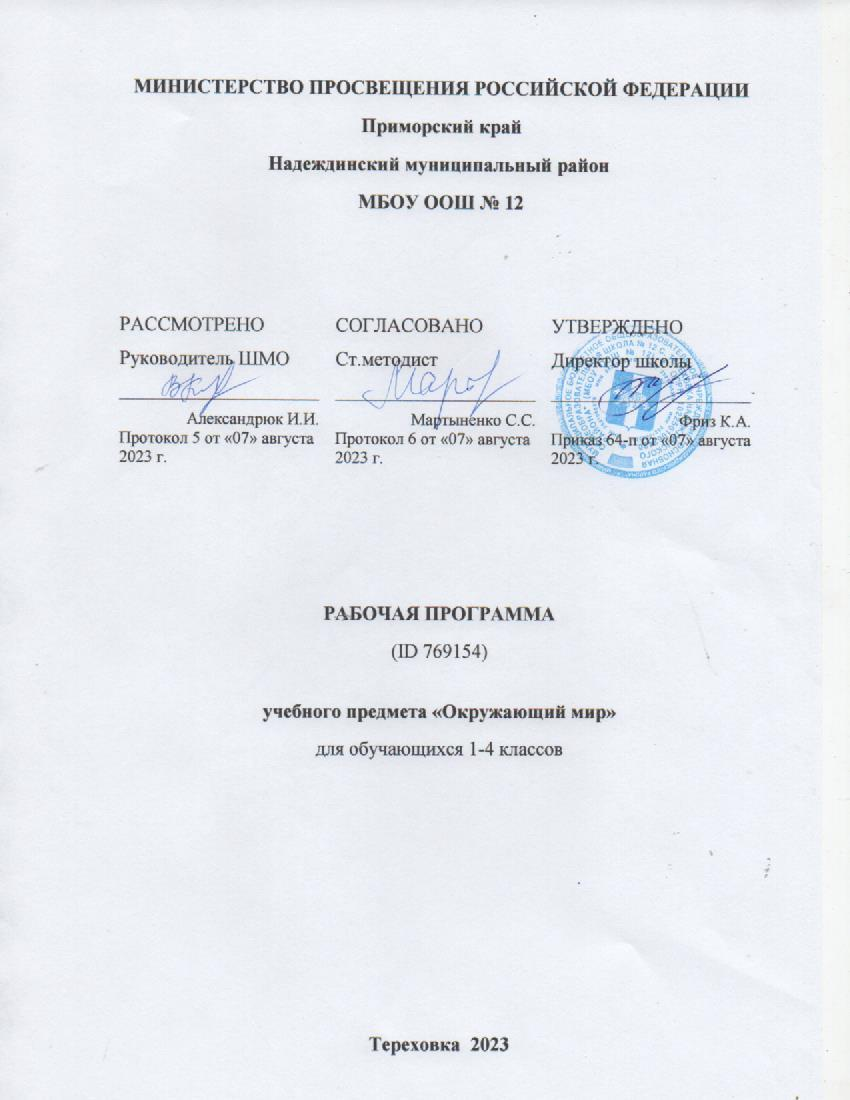 МИНИСТЕРСТВО ПРОСВЕЩЕНИЯ РОССИЙСКОЙ ФЕДЕРАЦИИ
Приморский край
Надеждинский муниципальный район
МБОУ ООШ № 12
РАССМОТРЕНО
Руководитель ШМО
Александрюк И.И.
Протокол 5 от «07» августа
2023 г.
СОГЛАСОВАНО
Ст.методист
Мартыненко С.С.
Протокол 6 от «07» августа
2023 г.
УТВЕРЖДЕНО
Директор школы
Фриз К.А.
Приказ 64-п от «07» августа
2023 г.
РАБОЧАЯ ПРОГРАММА
(ID 769154)
учебного предмета «Окружающий мир»
для обучающихся 1-4 классов
Тереховка 2023